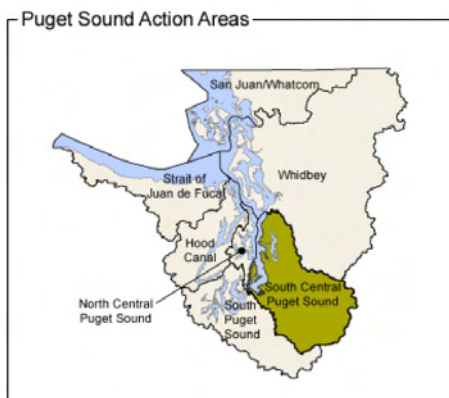 Puget Sound Action Areas
San Juan/Whatcom
Strait of
Juan de Fuca
Whidbey
Hood
Canal
North Central
Puget Sound
South
Puget
Sound
South Central
Puget Sound